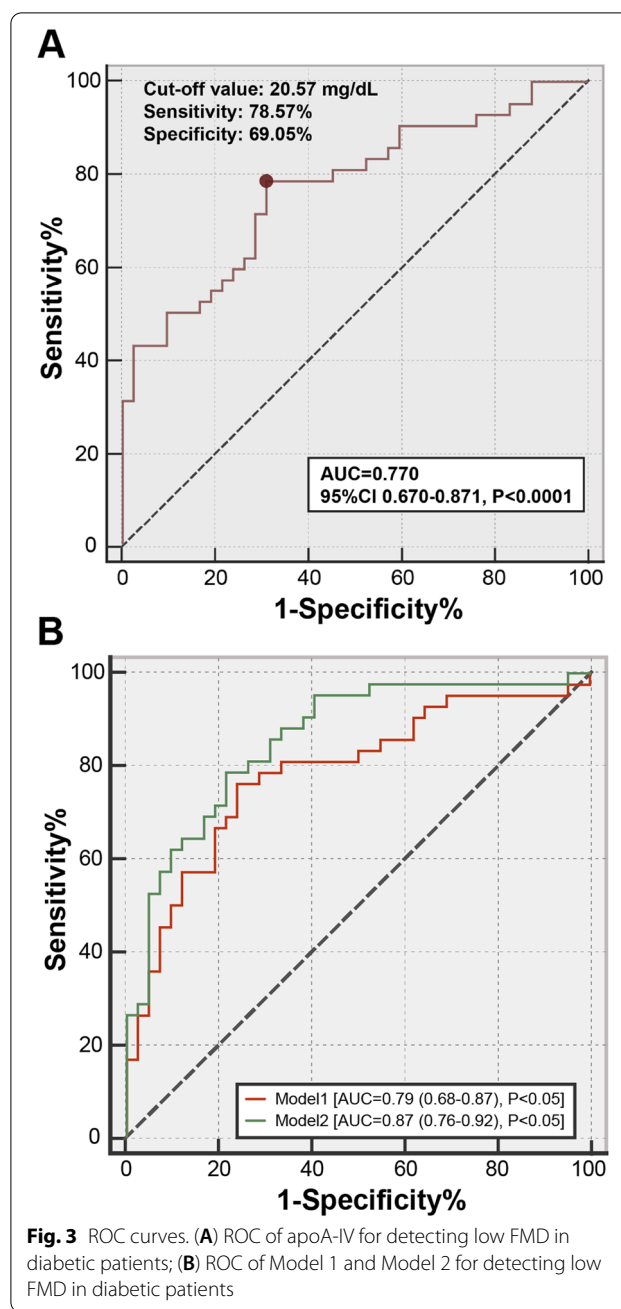 A
Cut-off value: 20.57 mg/dL
Sensitivity: 78.57%
Specificity: 69.05%
100
80
60
40
20
0
Sensitivity%
AUC=0.770
95%CI 0.670-0.871, P<0.0001
0 20 40 60 80 100
1-Specificity%
B
100
80
60
40
20
0
Sensitivity%
Model1 [AUC=0.79 (0.68-0.87), P<0.05]
Model2 [AUC=0.87 (0.76-0.92), P<0.05]
0 20 40 60 80 100
1-Specificity%
Fig. 3 ROC curves. (A) ROC of apoA-IV for detecting low FMD in
diabetic patients; (B) ROC of Model 1 and Model 2 for detecting low
FMD in diabetic patients